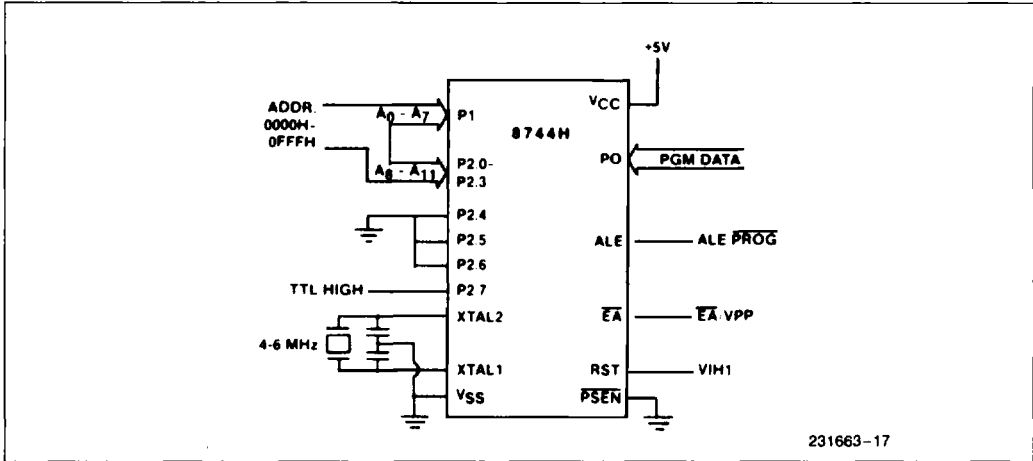 +5V
ADDR.
0000H-
0FFFH
A0 - A7
P1
VCC
8744H
P2.0-
P2.3
A8 - A11
PO
PGM DATA
P2.4
P2.5
P2.6
ALE
ALE PROG
TTL HIGH
P2.7
XTAL2
EA
EA/VPP
4-6 MHz
XTAL1
RST
VIH1
VSS
PSEN
231663-17